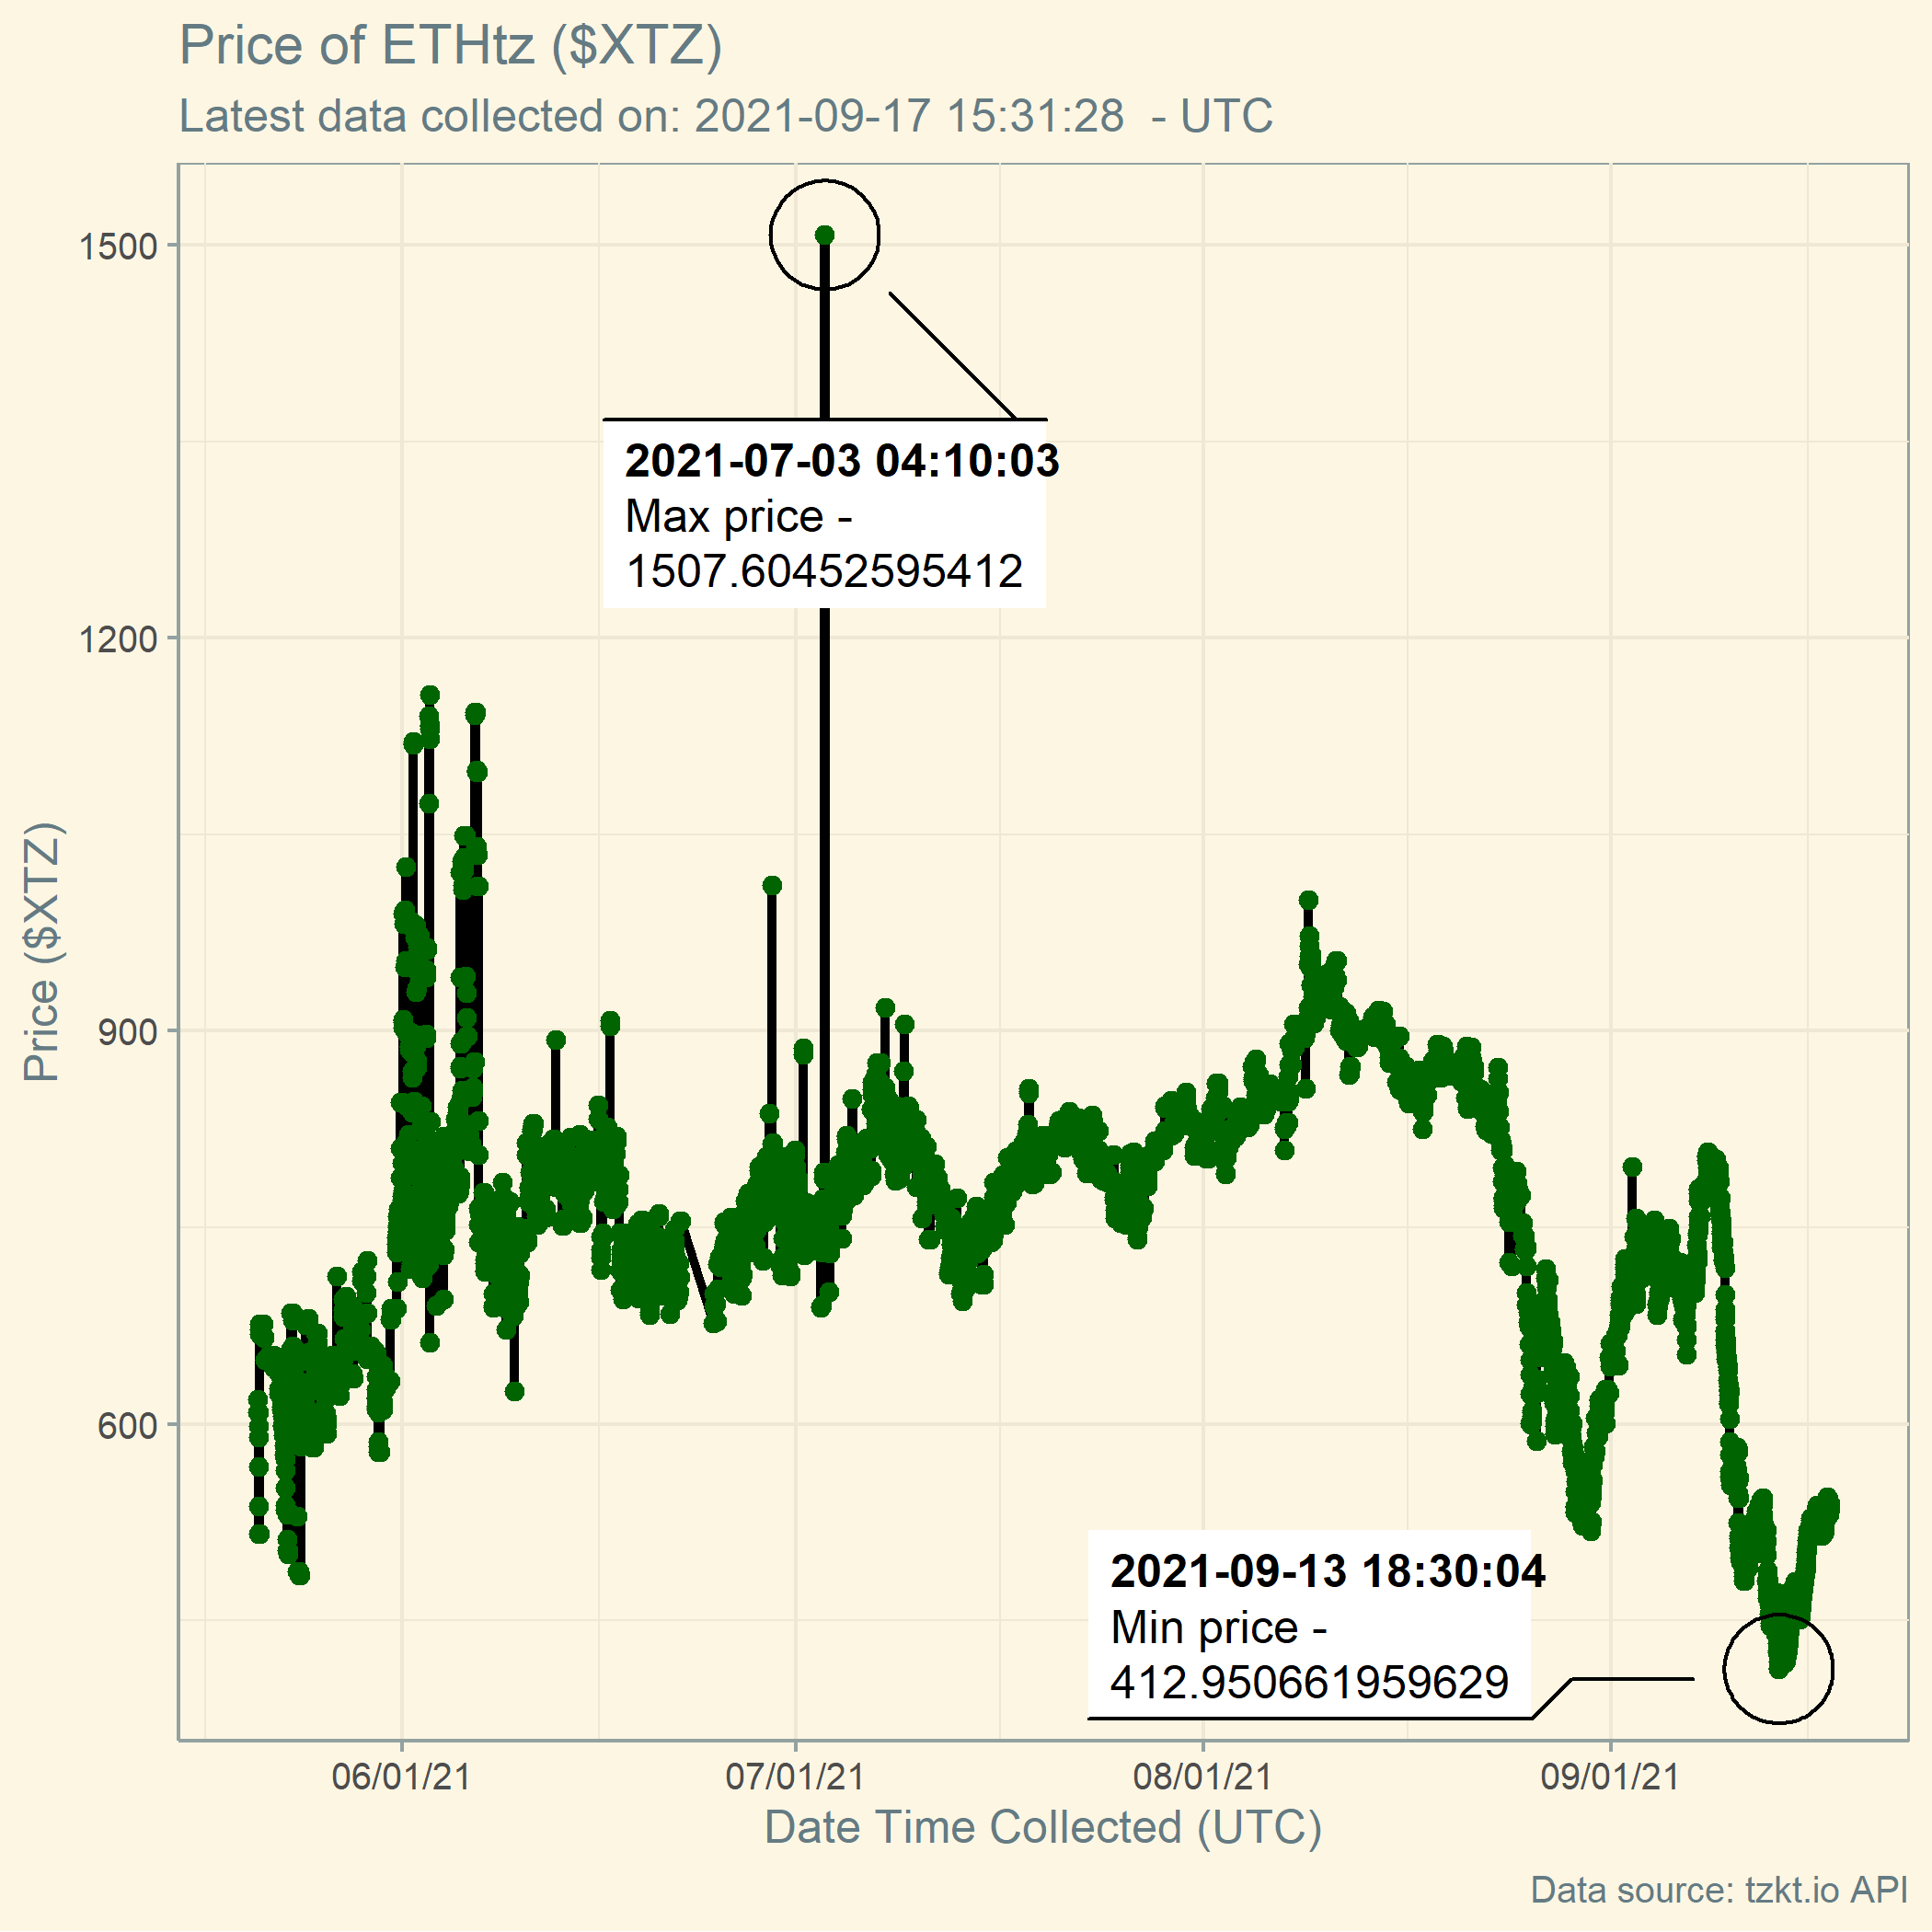 Price of ETHtz ($XTZ)
Latest data collected on: 2021-09-17 15:31:28  - UTC
1500
2021-07-03 04:10:03
Max price -
1507.60452595412
1200
Price ($XTZ)
900
600
2021-09-13 18:30:04
Min price -
412.950661959629
06/01/21
07/01/21
08/01/21
09/01/21
Date Time Collected (UTC)
Data source: tzkt.io API